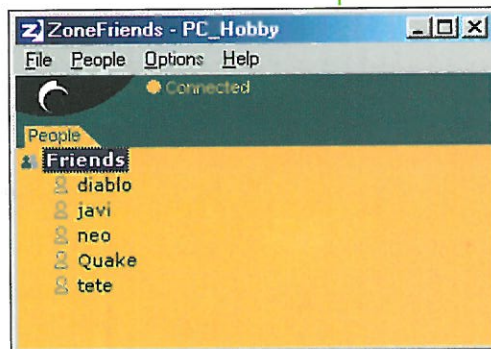 ZoneFriends - PC_Hobby
File People Options Help
Connected
People
Friends
diablo
javi
neo
Quake
tete